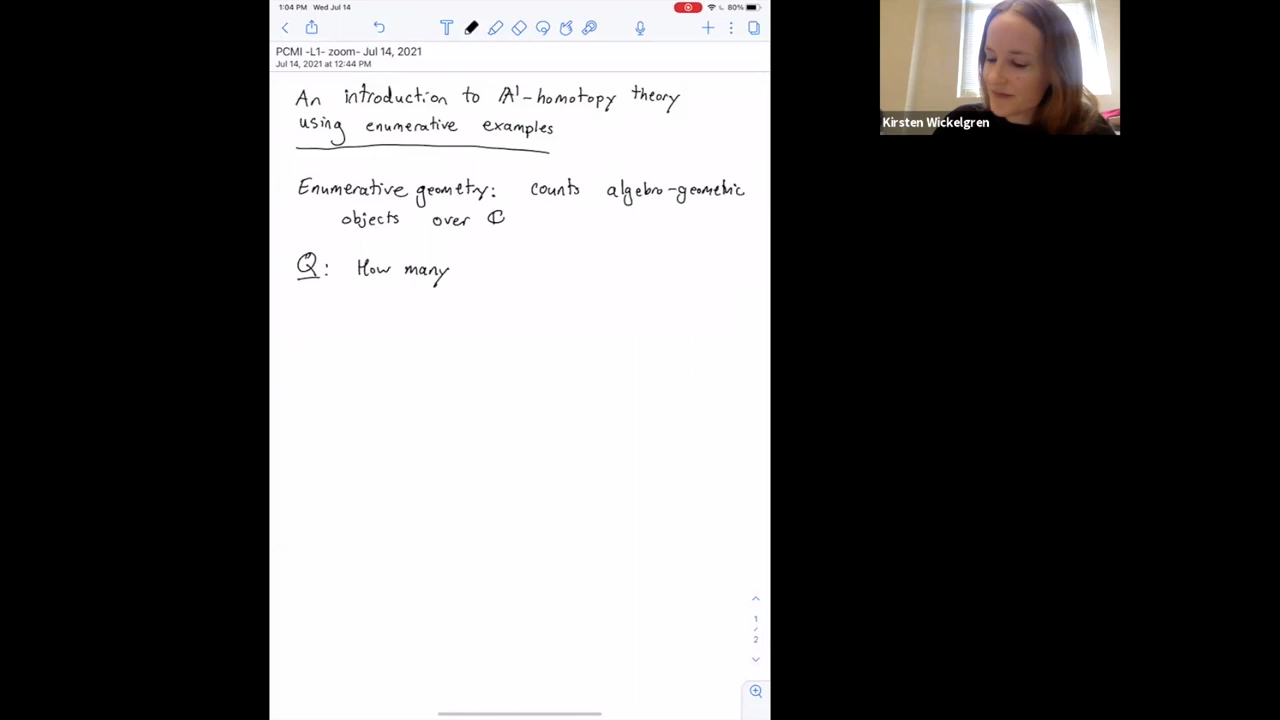 1:04 PM Wed Jul 14
80%
PCMI -L1- zoom- Jul 14, 2021
Jul 14, 2021 at 12:44 PM
An introduction to 𝔸¹-homotopy theory
using enumerative examples
Enumerative geometry: counts algebro-geometric
objects over ℂ
Q: How many
1
/
2
Kirsten Wickelgren